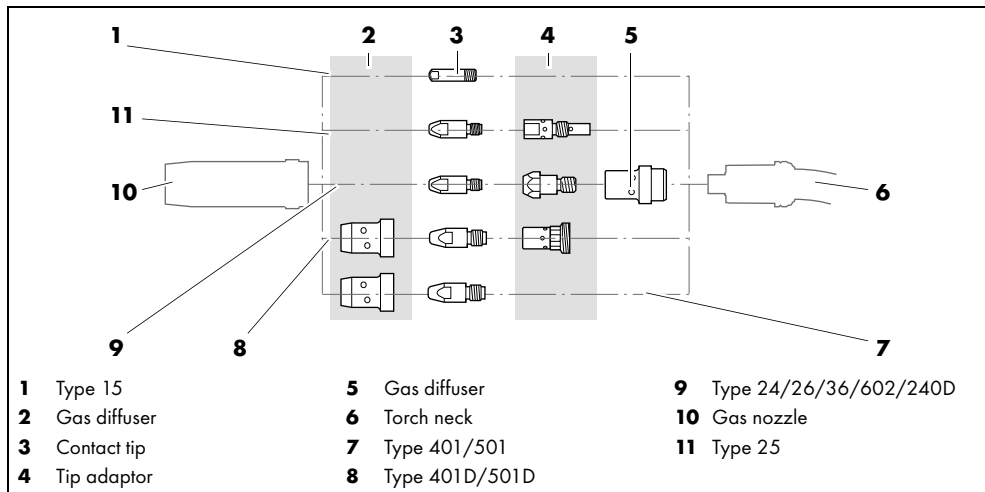 1 2 3 4 5
11
10 6
9 8 7
1 Type 15 5 Gas diffuser 9 Type 24/26/36/602/240D
2 Gas diffuser 6 Torch neck 10 Gas nozzle
3 Contact tip 7 Type 401/501 11 Type 25
4 Tip adaptor 8 Type 401D/501D